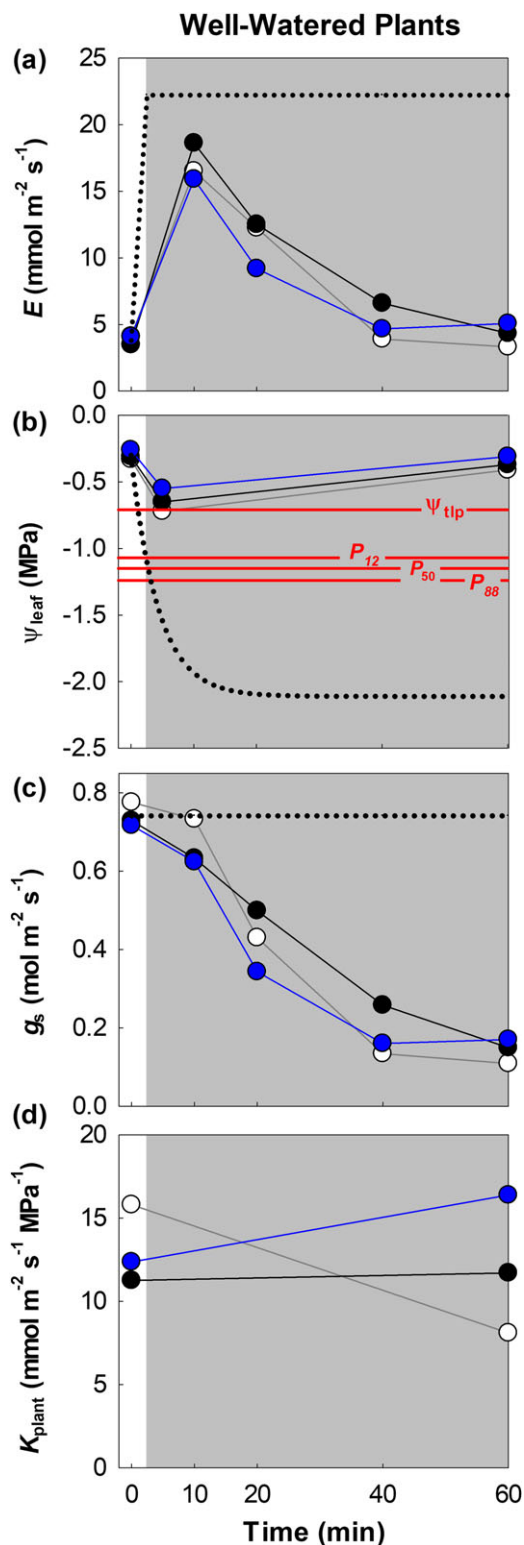 Well-Watered Plants
(a)
25
20
15
10
5
0
E (mmol m⁻² s⁻¹)
(b)
0.0
-0.5
-1.0
-1.5
-2.0
-2.5
Ψleaf (MPa)
Ψtlp
P12
P50
P88
(c)
0.8
0.6
0.4
0.2
0.0
gs (mol m⁻² s⁻¹)
(d)
20
15
10
5
0
Kplant (mmol m⁻² s⁻¹ MPa⁻¹)
0 10 20 40 60
Time (min)